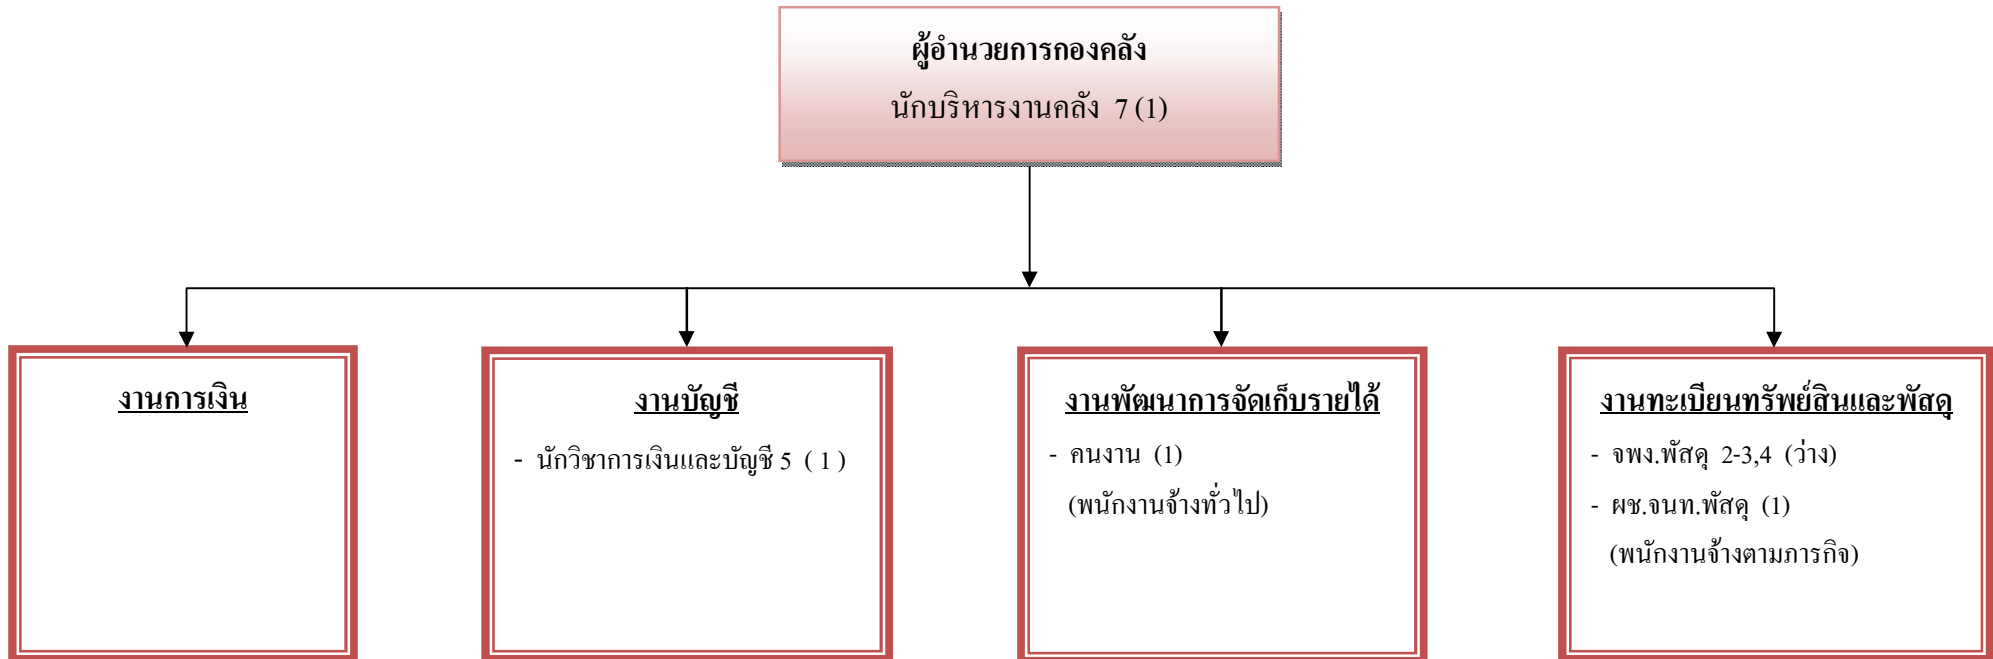 ผู้อำนวยการกองคลัง
นักบริหารงานคลัง 7 (1)
งานการเงิน
งานบัญชี
- นักวิชาการเงินและบัญชี 5 ( 1 )
งานพัฒนาการจัดเก็บรายได้
- คนงาน (1)
(พนักงานจ้างทั่วไป)
งานทะเบียนทรัพย์สินและพัสดุ
- จพง.พัสดุ 2-3,4 (ว่าง)
- ผช.จนท.พัสดุ (1)
(พนักงานจ้างตามภารกิจ)